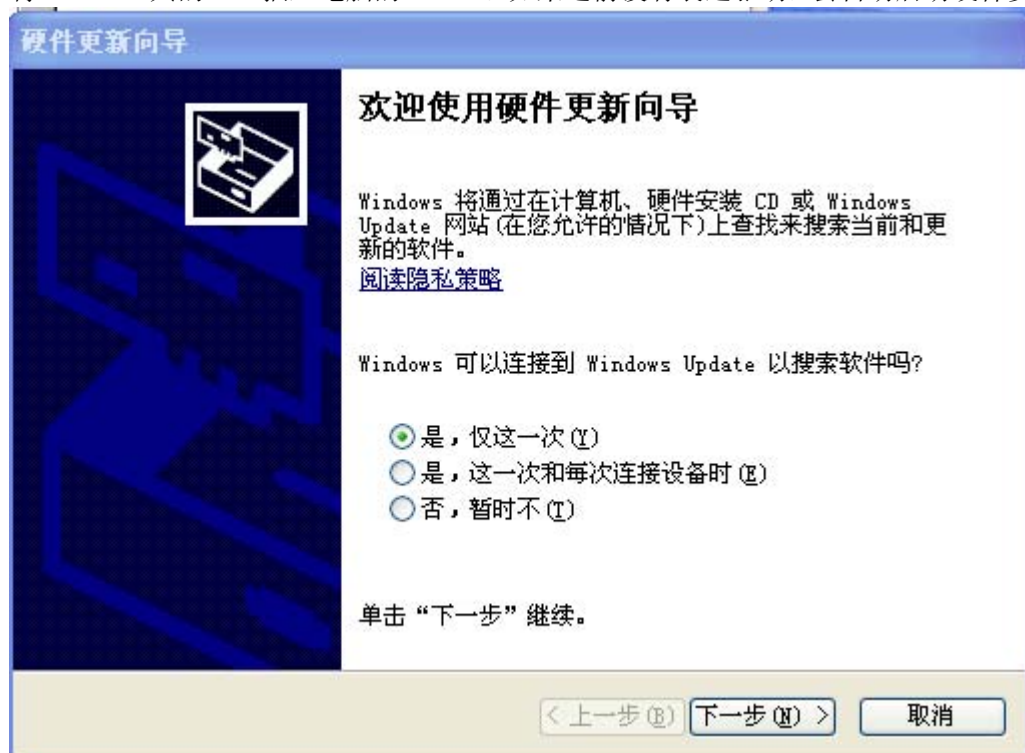 硬件更新向导
欢迎使用硬件更新向导
Windows 将通过在计算机、硬件安装 CD 或 Windows
Update 网站(在您允许的情况下)上查找来搜索当前和更
新的软件。
阅读隐私策略
Windows 可以连接到 Windows Update 以搜索软件吗?
是，仅这一次(Y)
是，这一次和每次连接设备时(E)
否，暂时不(T)
单击“下一步”继续。
< 上一步(B) 下一步(N) > 取消